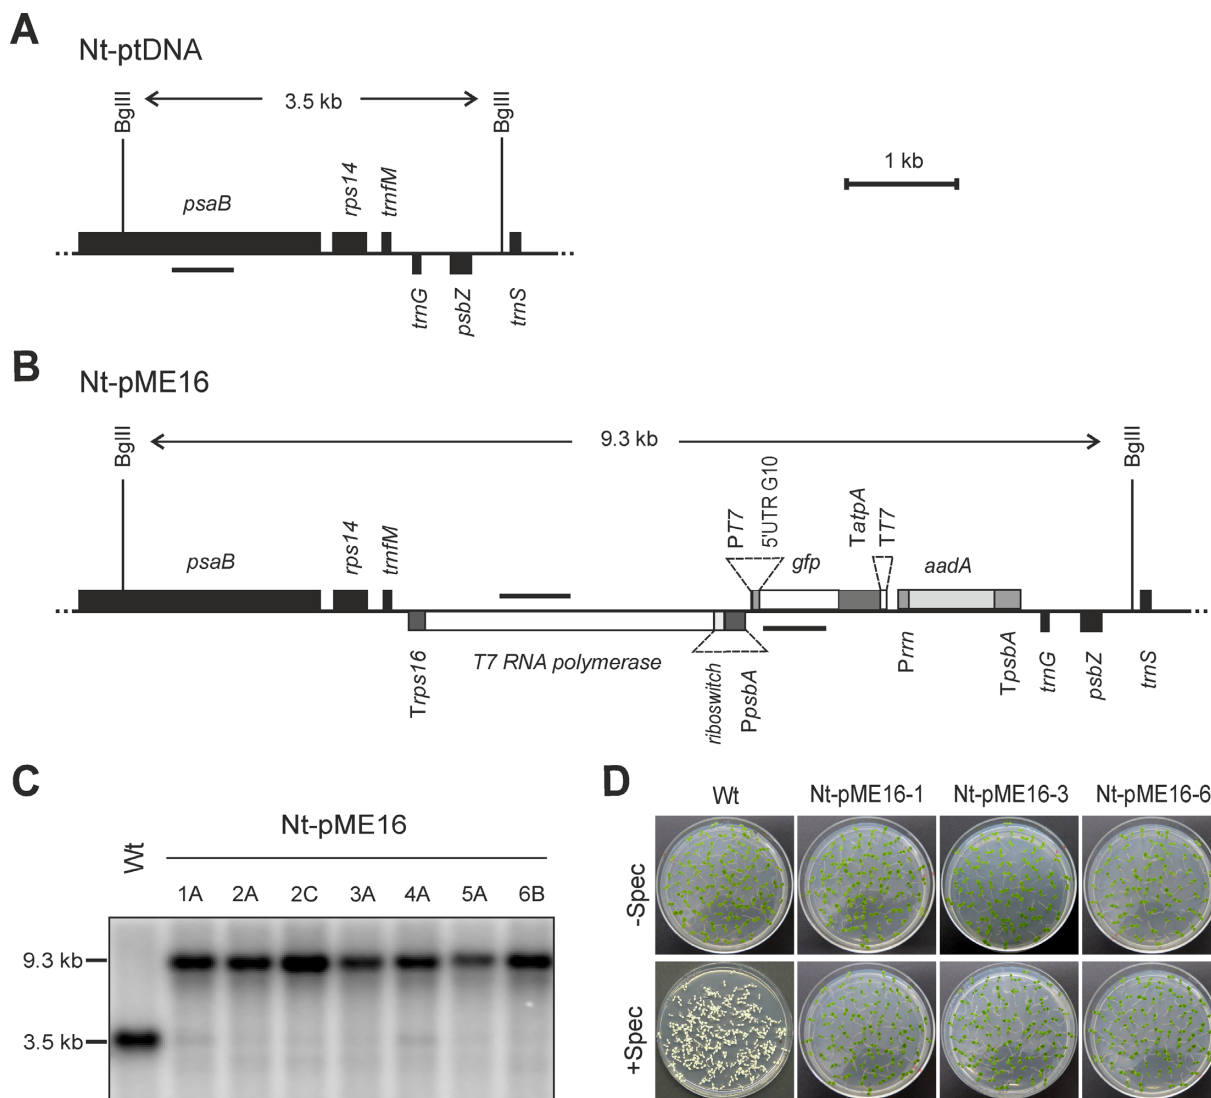 A
Nt-ptDNA
BglII
3.5 kb
BglII
1 kb
psaB
rps14
trnfM
trnG
psbZ
trnS
B
Nt-pME16
BglII
9.3 kb
BglII
psaB
rps14
trnfM
PT7
5'UTR G10
gfp
TatpA
TT7
aadA
Trps16
T7 RNA polymerase
riboswitch
PpsbA
Prrn
TpsbA
trnG
psbZ
trnS
C
Nt-pME16
Wt
1A 2A 2C 3A 4A 5A 6B
9.3 kb
3.5 kb
D
Wt Nt-pME16-1 Nt-pME16-3 Nt-pME16-6
-Spec
+Spec